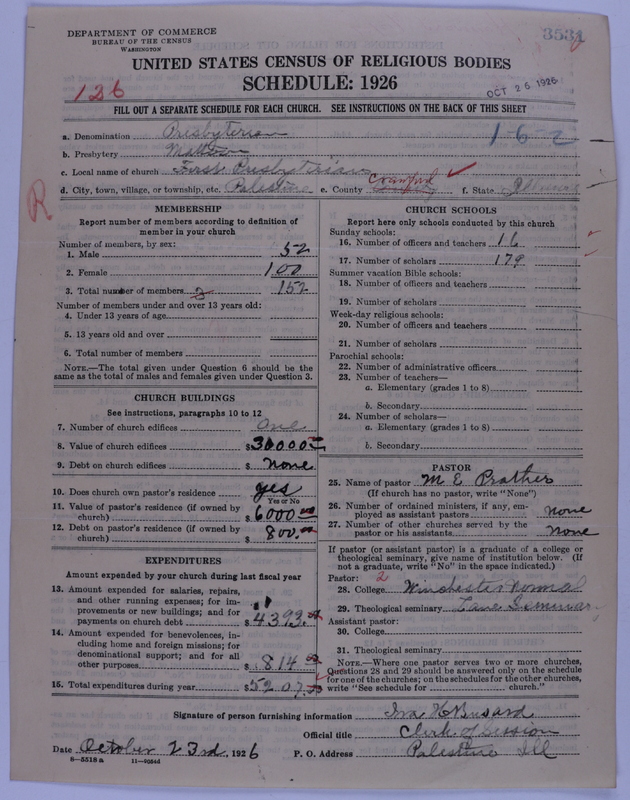 DEPARTMENT OF COMMERCE
BUREAU OF THE CENSUS
WASHINGTON
3531
UNITED STATES CENSUS OF RELIGIOUS BODIES
SCHEDULE: 1926
OCT 26 1926
126
FILL OUT A SEPARATE SCHEDULE FOR EACH CHURCH. SEE INSTRUCTIONS ON THE BACK OF THIS SHEET
a. Denomination Presbyterian
1-6-2
b. Presbytery Mattoon
c. Local name of church First Presbyterian
d. City, town, village, or township, etc. Palestine e. County Crawford f. State Illinois
R
MEMBERSHIP
Report number of members according to definition of
member in your church
Number of members, by sex:
1. Male 52
2. Female 100
3. Total number of members 152
Number of members under and over 13 years old:
4. Under 13 years of age
5. 13 years old and over
6. Total number of members
NOTE.—The total given under Question 6 should be the
same as the total of males and females given under Question 3.
CHURCH BUILDINGS
See instructions, paragraphs 10 to 12
7. Number of church edifices One
8. Value of church edifices $30000.00
9. Debt on church edifices $ none
10. Does church own pastor's residence yes
Yes or No
11. Value of pastor's residence (if owned by
church) $6000.00
12. Debt on pastor's residence (if owned by
church) $800.00
EXPENDITURES
Amount expended by your church during last fiscal year
13. Amount expended for salaries, repairs,
and other running expenses; for im-
provements or new buildings; and for
payments on church debt $4393.
14. Amount expended for benevolences, in-
cluding home and foreign missions; for
denominational support; and for all
other purposes $814
15. Total expenditures during year $5207.
CHURCH SCHOOLS
Report here only schools conducted by this church
Sunday schools:
16. Number of officers and teachers 16
17. Number of scholars 179
Summer vacation Bible schools:
18. Number of officers and teachers
19. Number of scholars
Week-day religious schools:
20. Number of officers and teachers
21. Number of scholars
Parochial schools:
22. Number of administrative officers
23. Number of teachers—
a. Elementary (grades 1 to 8)
b. Secondary
24. Number of scholars—
a. Elementary (grades 1 to 8)
b. Secondary
PASTOR
25. Name of pastor M E Prather
(If church has no pastor, write "None")
26. Number of ordained ministers, if any, em-
ployed as assistant pastors none
27. Number of other churches served by the
pastor or his assistants none
If pastor (or assistant pastor) is a graduate of a college or
theological seminary, give name of institution below. (If
not a graduate, write "No" in the space indicated.)
Pastor: 2
28. College Winchester Normal
29. Theological seminary Lane Seminary
Assistant pastor:
30. College
31. Theological seminary
NOTE.—Where one pastor serves two or more churches,
Questions 28 and 29 should be answered only on the schedule
for one of the churches; on the schedules for the other churches,
write "See schedule for church."
Signature of person furnishing information Ira H Busard
Official title Clerk of Session
Date October 23rd, 1926 P. O. Address Palestine Ill
8—5518 a